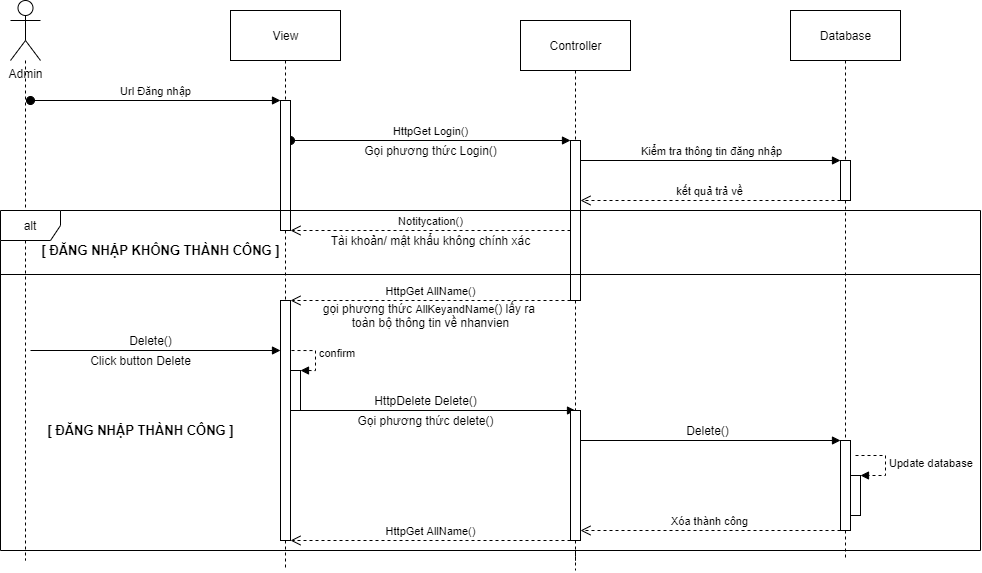 View
Controller
Database
Admin
Url Đăng nhập
HttpGet Login()
Gọi phương thức Login()
Kiểm tra thông tin đăng nhập
kết quả trả về
alt
Notitycation()
Tài khoản/ mật khẩu không chính xác
[ ĐĂNG NHẬP KHÔNG THÀNH CÔNG ]
HttpGet AllName()
gọi phương thức AllKeyandName() lấy ra
toàn bộ thông tin về nhanvien
Delete()
Click button Delete
confirm
HttpDelete Delete()
Gọi phương thức delete()
[ ĐĂNG NHẬP THÀNH CÔNG ]
Delete()
Update database
Xóa thành công
HttpGet AllName()